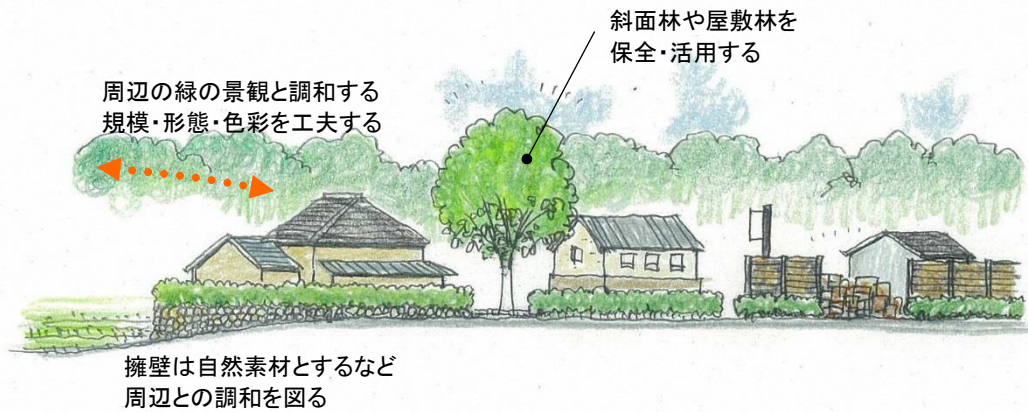 斜面林や屋敷林を
保全・活用する
周辺の緑の景観と調和する
規模・形態・色彩を工夫する
擁壁は自然素材とするなど
周辺との調和を図る